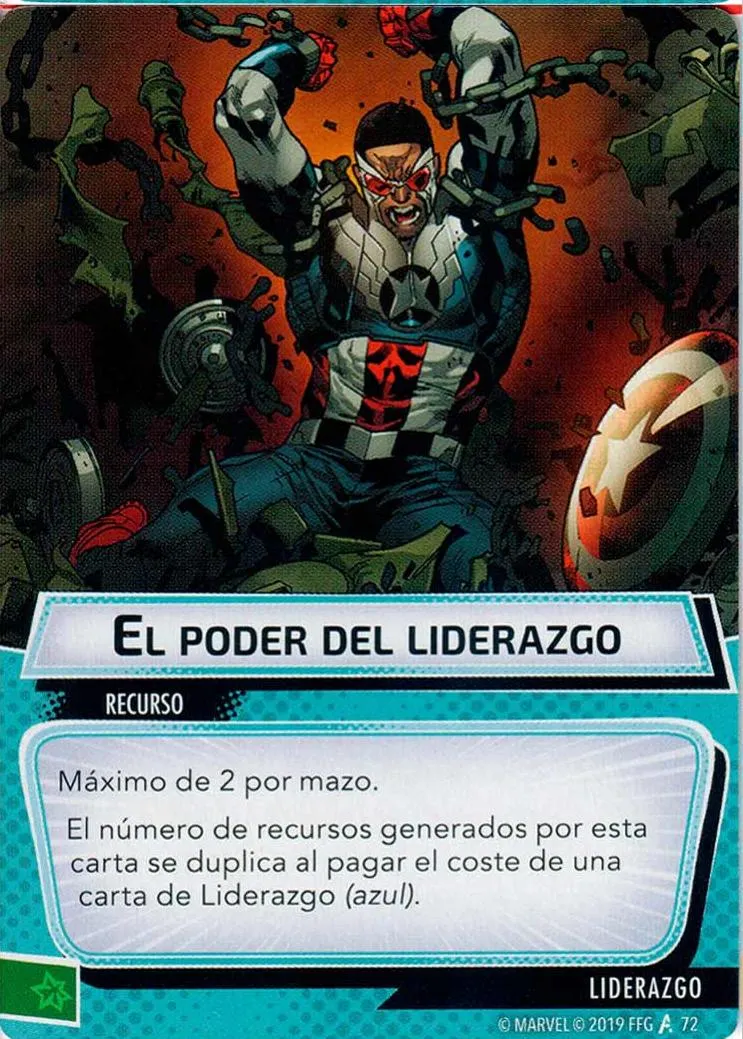 El poder del liderazgo
RECURSO
Máximo de 2 por mazo.
El número de recursos generados por esta
carta se duplica al pagar el coste de una
carta de Liderazgo (azul).
LIDERAZGO
© MARVEL © 2019 FFG 72